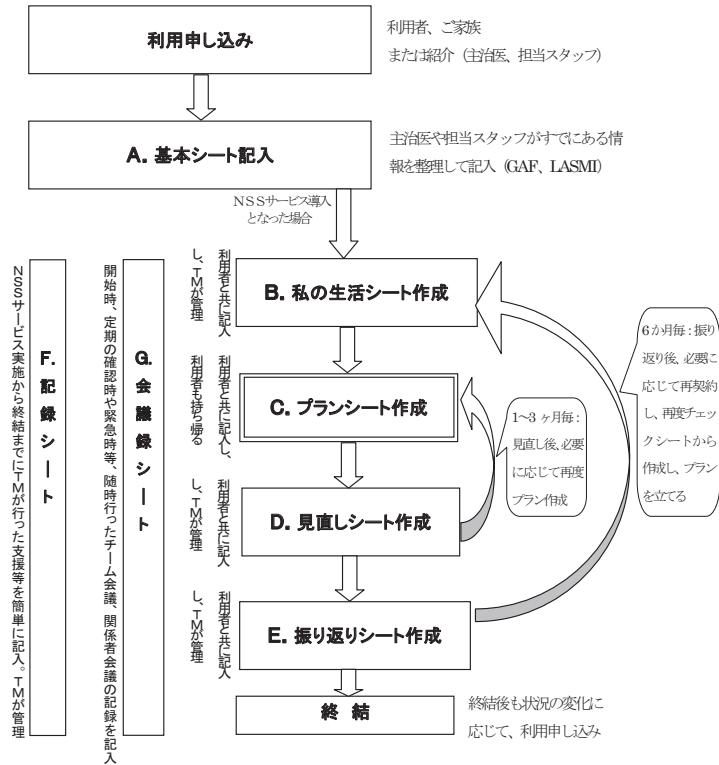 利用申し込み
利用者、ご家族
または紹介（主治医、担当スタッフ）
A. 基本シート記入
主治医や担当スタッフがすでにある情
報を整理して記入（GAF、LASMI）
ＮＳＳサービス導入
となった場合
利用者と共に記入
し、ＴＭが管理
B. 私の生活シート作成
利用者と共に記入し、
利用者も持ち帰る
C. プランシート作成
1~3 ヶ月毎：
見直し後、必要
に応じて再度
プラン作成
6か月毎：振り
返り後、必要に
応じて再契約
し、再度チェッ
クシートから
作成し、プラン
を立てる
利用者と共に記入
し、ＴＭが管理
D. 見直しシート作成
利用者と共に記入
し、ＴＭが管理
E. 振り返りシート作成
終 結
終結後も状況の変化に
応じて、利用申し込み
G. 会議録シート
開始時、定期の確認時や緊急時等、随時行ったチーム会議、関係者会議の記録を記入
F. 記録シート
ＮＳＳサービス実施から終結までにＴＭが行った支援等を簡単に記入。ＴＭが管理